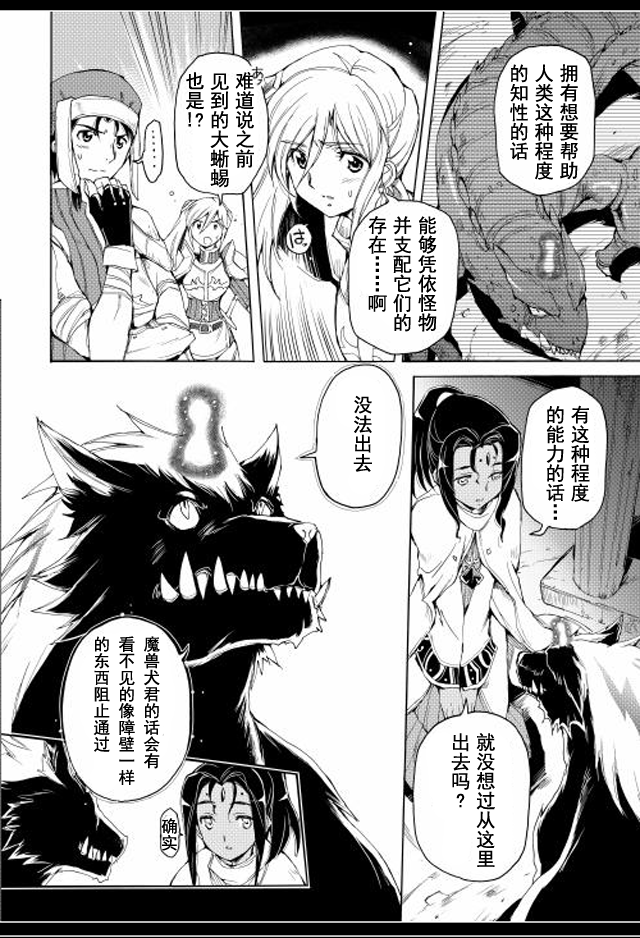 拥有想要帮助
人类这种程度
的知性的话
能够凭依怪物
并支配它们的
存在……啊
は
あっ
难道说之前
见到的大蜥蜴
也是!?
……
有这种程度
的能力的话…
就没想过从这里
出去吗?
没法出去
魔兽犬君的话会有
看不见的像障壁一样
的东西阻止通过
确实